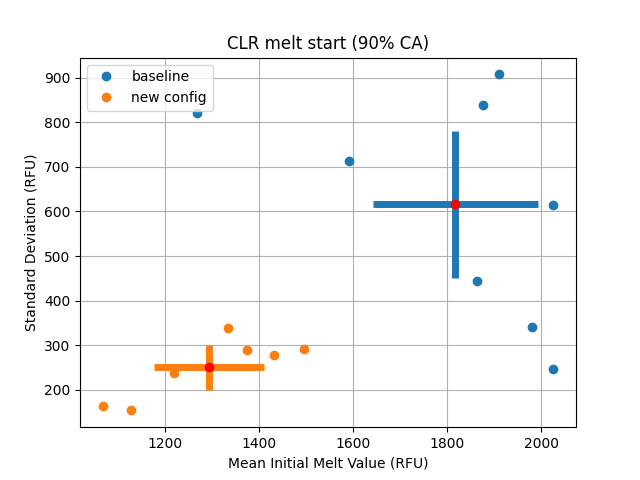 CLR melt start (90% CA)
baseline
new config
Standard Deviation (RFU)
900
800
700
600
500
400
300
200
1200 1400 1600 1800 2000
Mean Initial Melt Value (RFU)